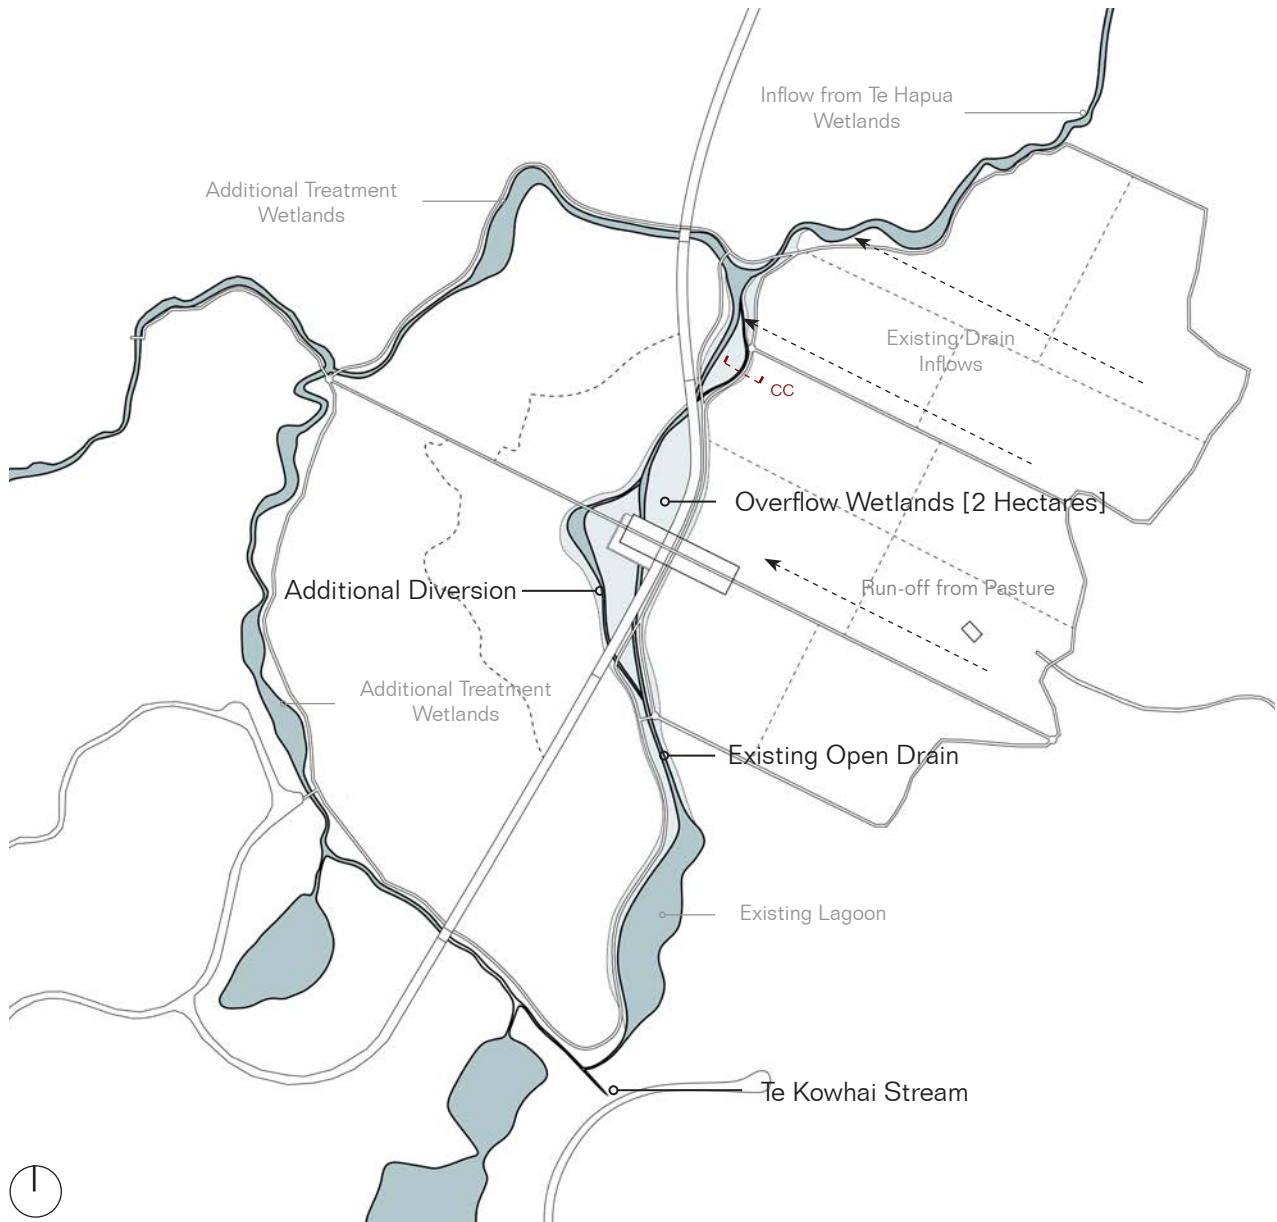 Inflow from Te Hapua
Wetlands
Additional Treatment
Wetlands
Existing Drain
Inflows
CC
Overflow Wetlands [2 Hectares]
Additional Diversion
Run-off from Pasture
Additional Treatment
Wetlands
Existing Open Drain
Existing Lagoon
Te Kowhai Stream